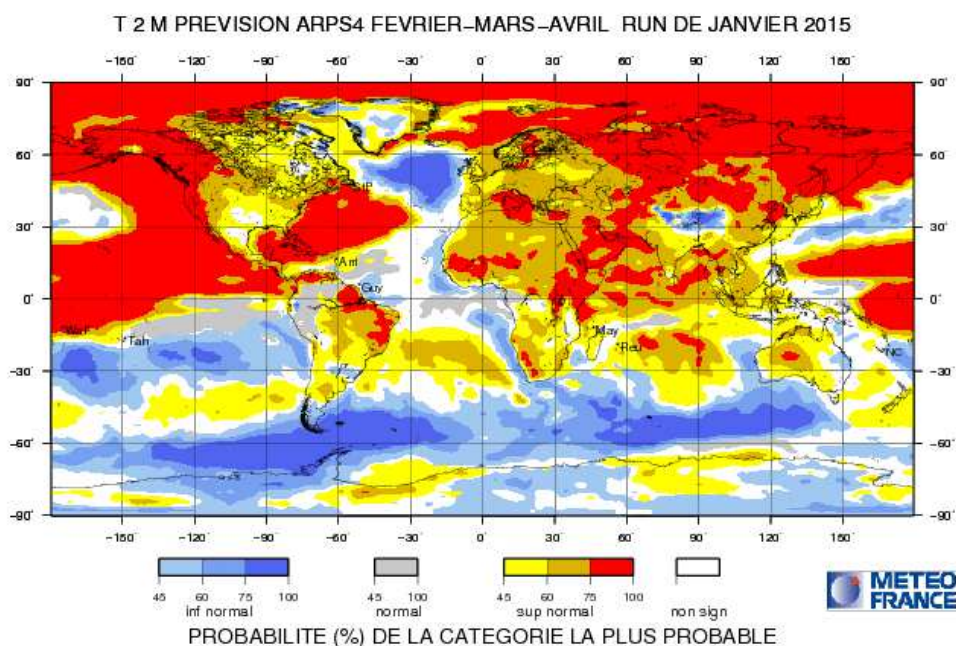 T 2 M PREVISION ARPS4 FEVRIER-MARS-AVRIL RUN DE JANVIER 2015
-150° -120° -90° -60° -30° 0° 30° 60° 90° 120° 150°
90° 90°
60° 60°
SP
30° 30°
Ant
Guy
0° 0°
Wal Tah May Reu NC
-30° -30°
-60° -60°
-90° -90°
-150° -120° -90° -60° -30° 0° 30° 60° 90° 120° 150°
45 60 75 100 45 100 45 60 75 100
inf normal normal sup normal non sign
METEO
FRANCE
PROBABILITE (%) DE LA CATEGORIE LA PLUS PROBABLE